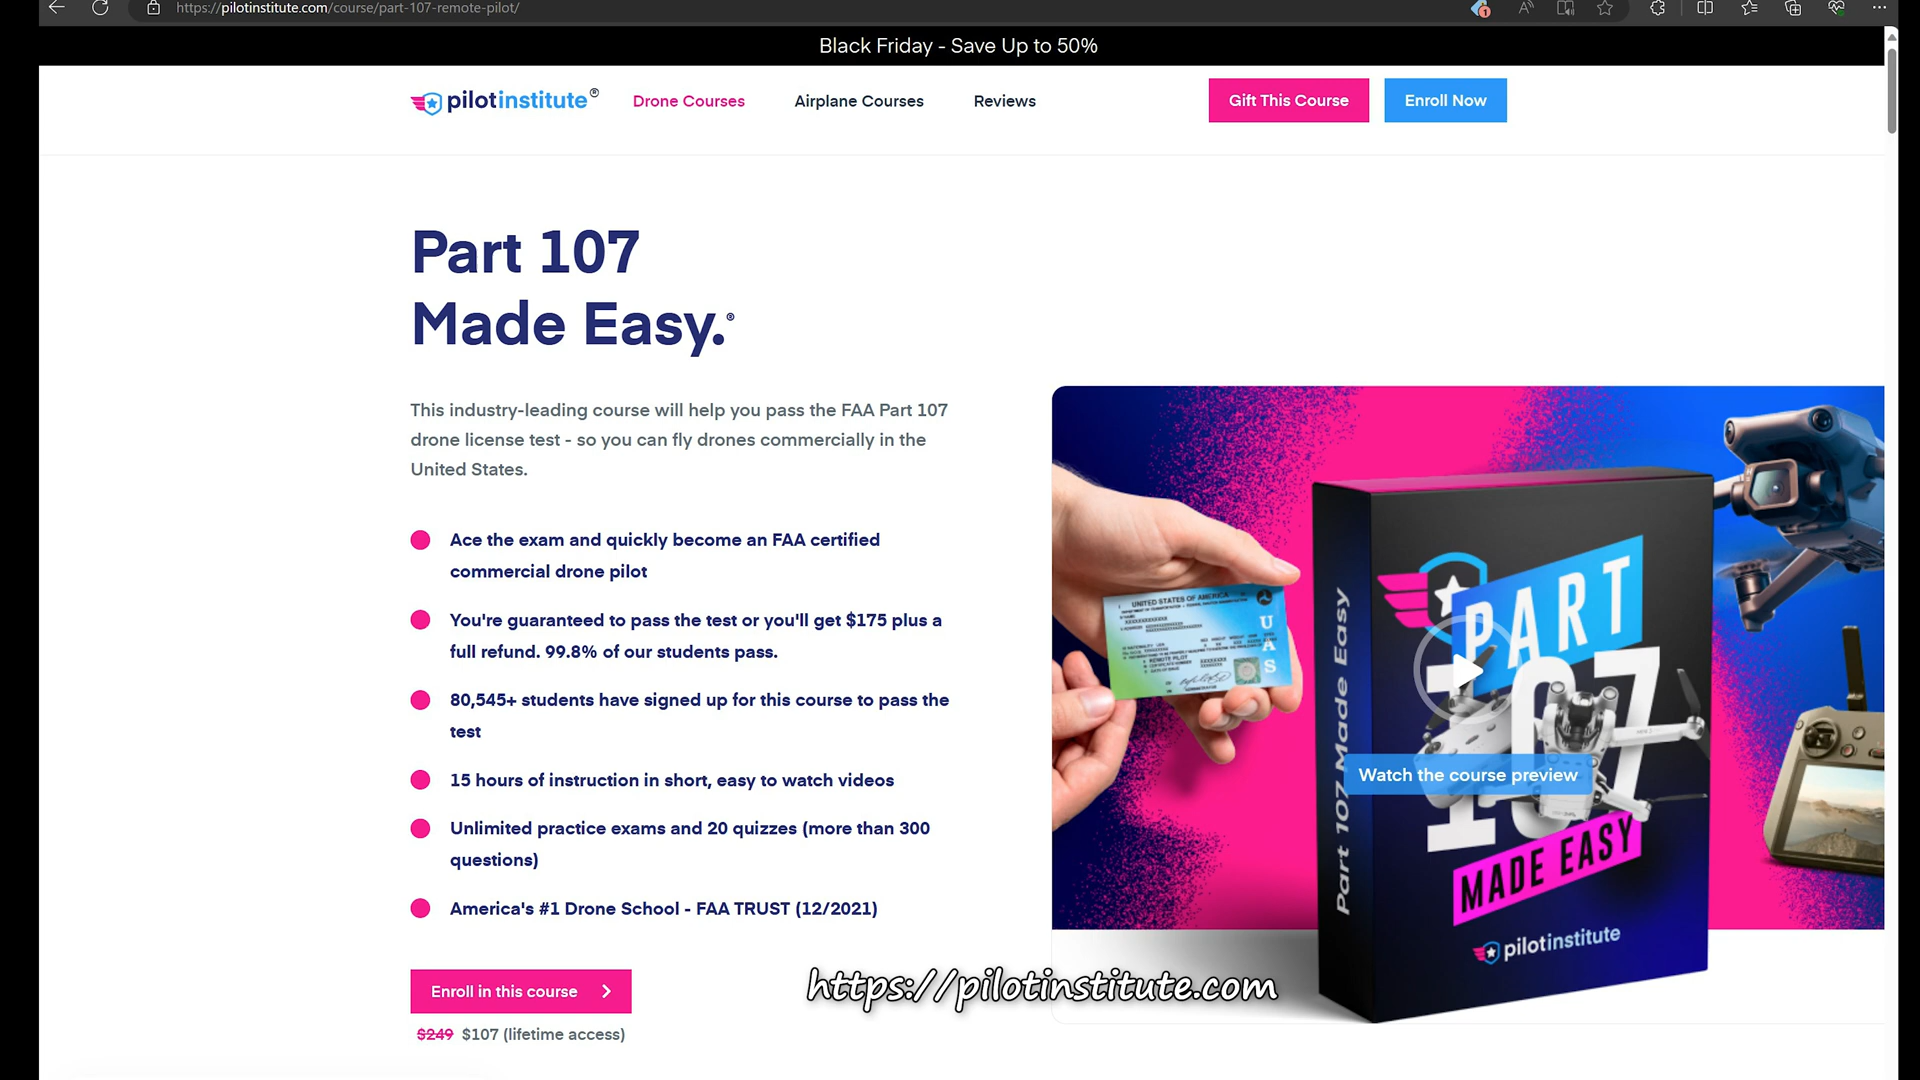 https://pilotinstitute.com/course/part-107-remote-pilot/
1
Black Friday - Save Up to 50%
pilotinstitute®
Drone Courses
Airplane Courses
Reviews
Gift This Course
Enroll Now
Part 107
Made Easy.®
This industry-leading course will help you pass the FAA Part 107
drone license test - so you can fly drones commercially in the
United States.
Ace the exam and quickly become an FAA certified
commercial drone pilot
You're guaranteed to pass the test or you'll get $175 plus a
full refund. 99.8% of our students pass.
80,545+ students have signed up for this course to pass the
test
15 hours of instruction in short, easy to watch videos
Unlimited practice exams and 20 quizzes (more than 300
questions)
America's #1 Drone School - FAA TRUST (12/2021)
Enroll in this course
$249 $107 (lifetime access)
UNITED STATES OF AMERICA
REMOTE PILOT
UAS
Part 107 Made Easy
PART
107
MADE EASY
pilotinstitute
Watch the course preview
https://pilotinstitute.com